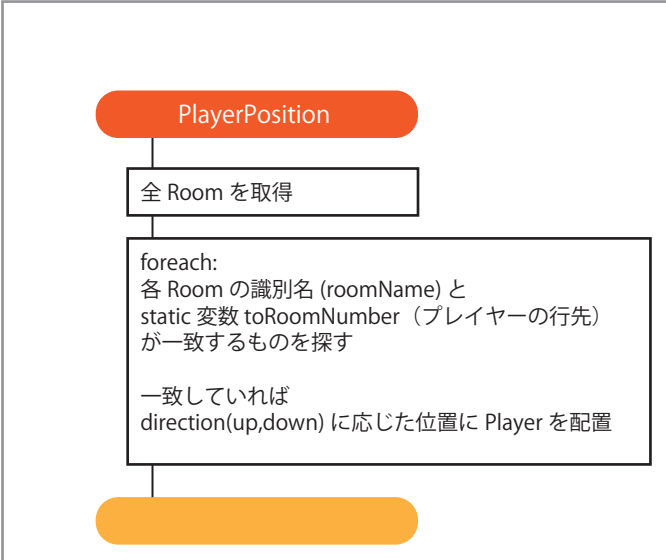 PlayerPosition
全 Room を取得
foreach:
各 Room の識別名 (roomName) と
static 変数 toRoomNumber（プレイヤーの行先）
が一致するものを探す
一致していれば
direction(up,down) に応じた位置に Player を配置